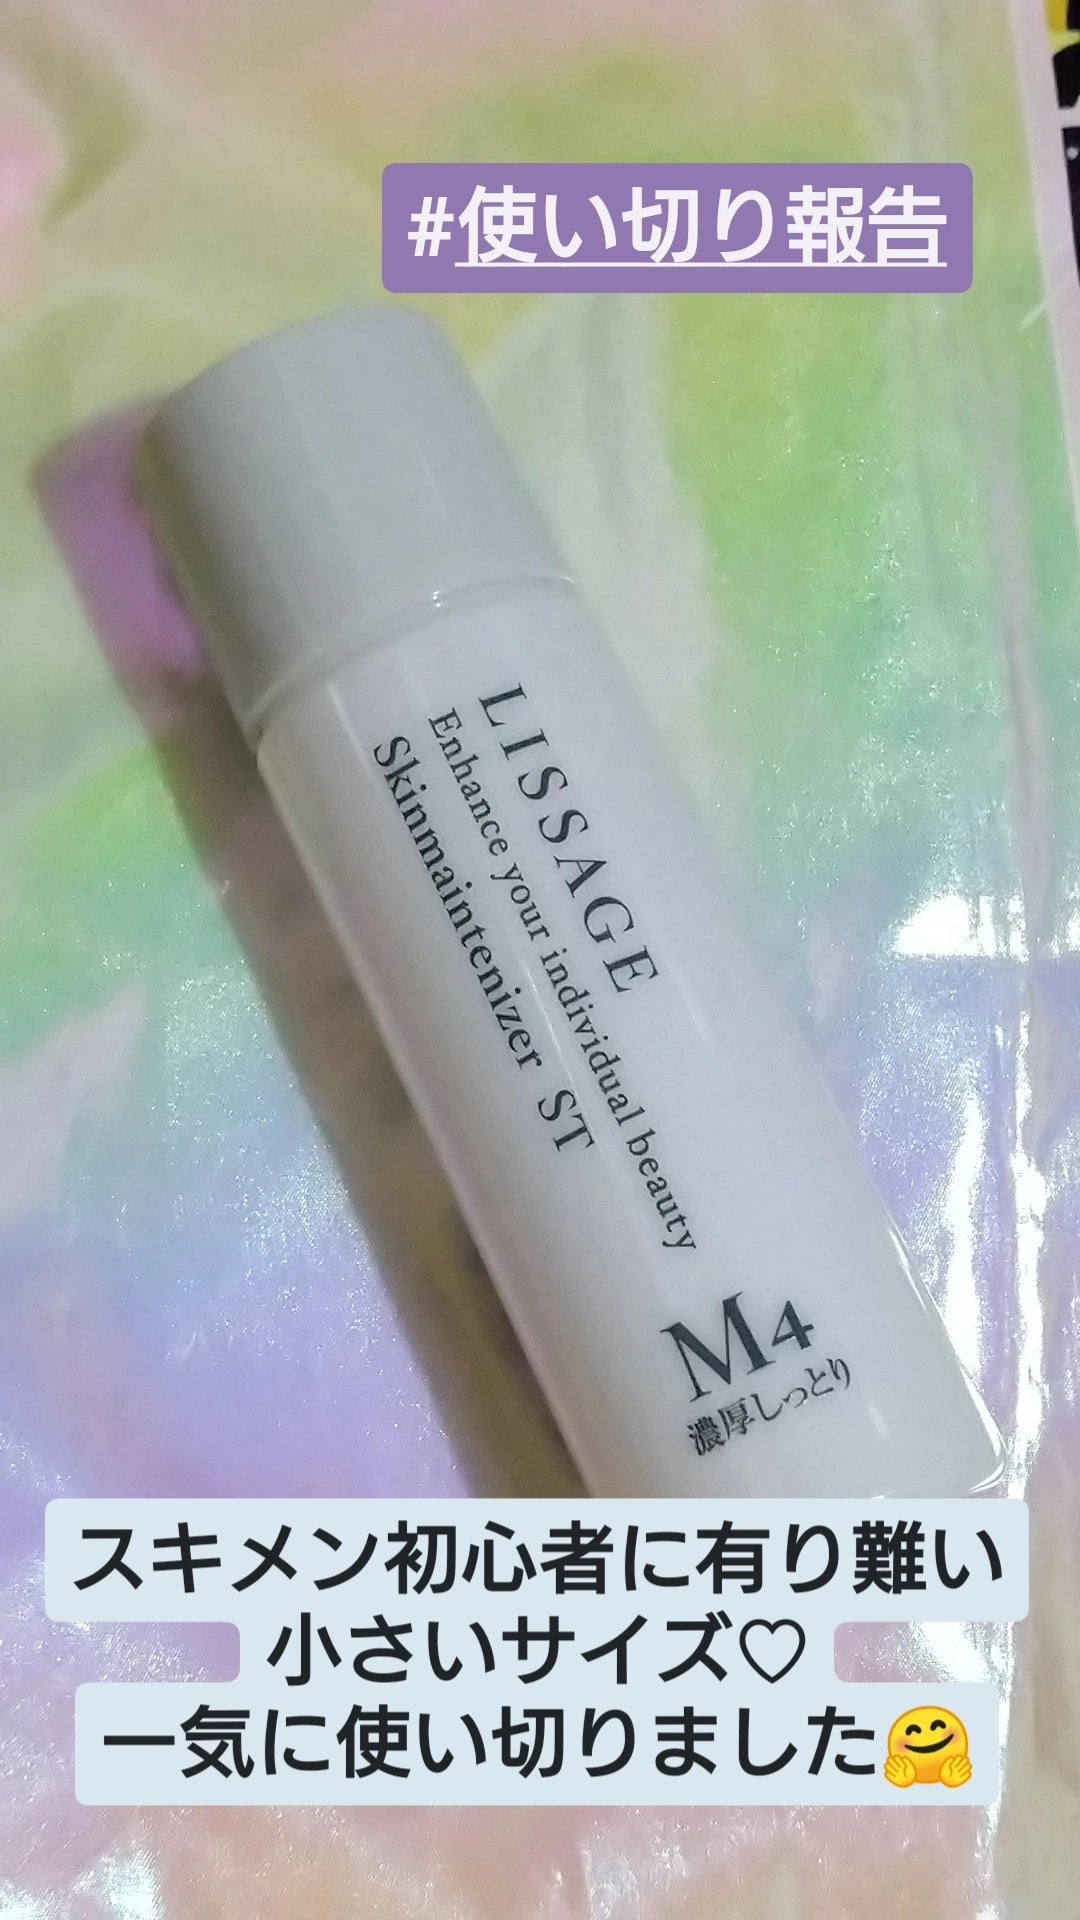 #使い切り報告
LISSAGE
Enhance your individual beauty
Skinmaintenizer ST
M4
濃厚しっとり
スキメン初心者に有り難い
小さいサイズ♡
一気に使い切りました🤗